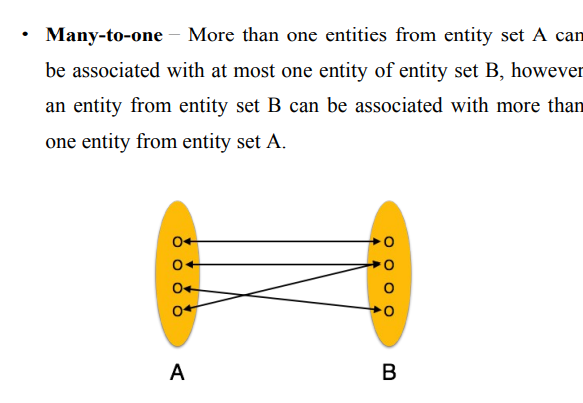 • Many-to-one – More than one entities from entity set A can
be associated with at most one entity of entity set B, however
an entity from entity set B can be associated with more than
one entity from entity set A.
A B